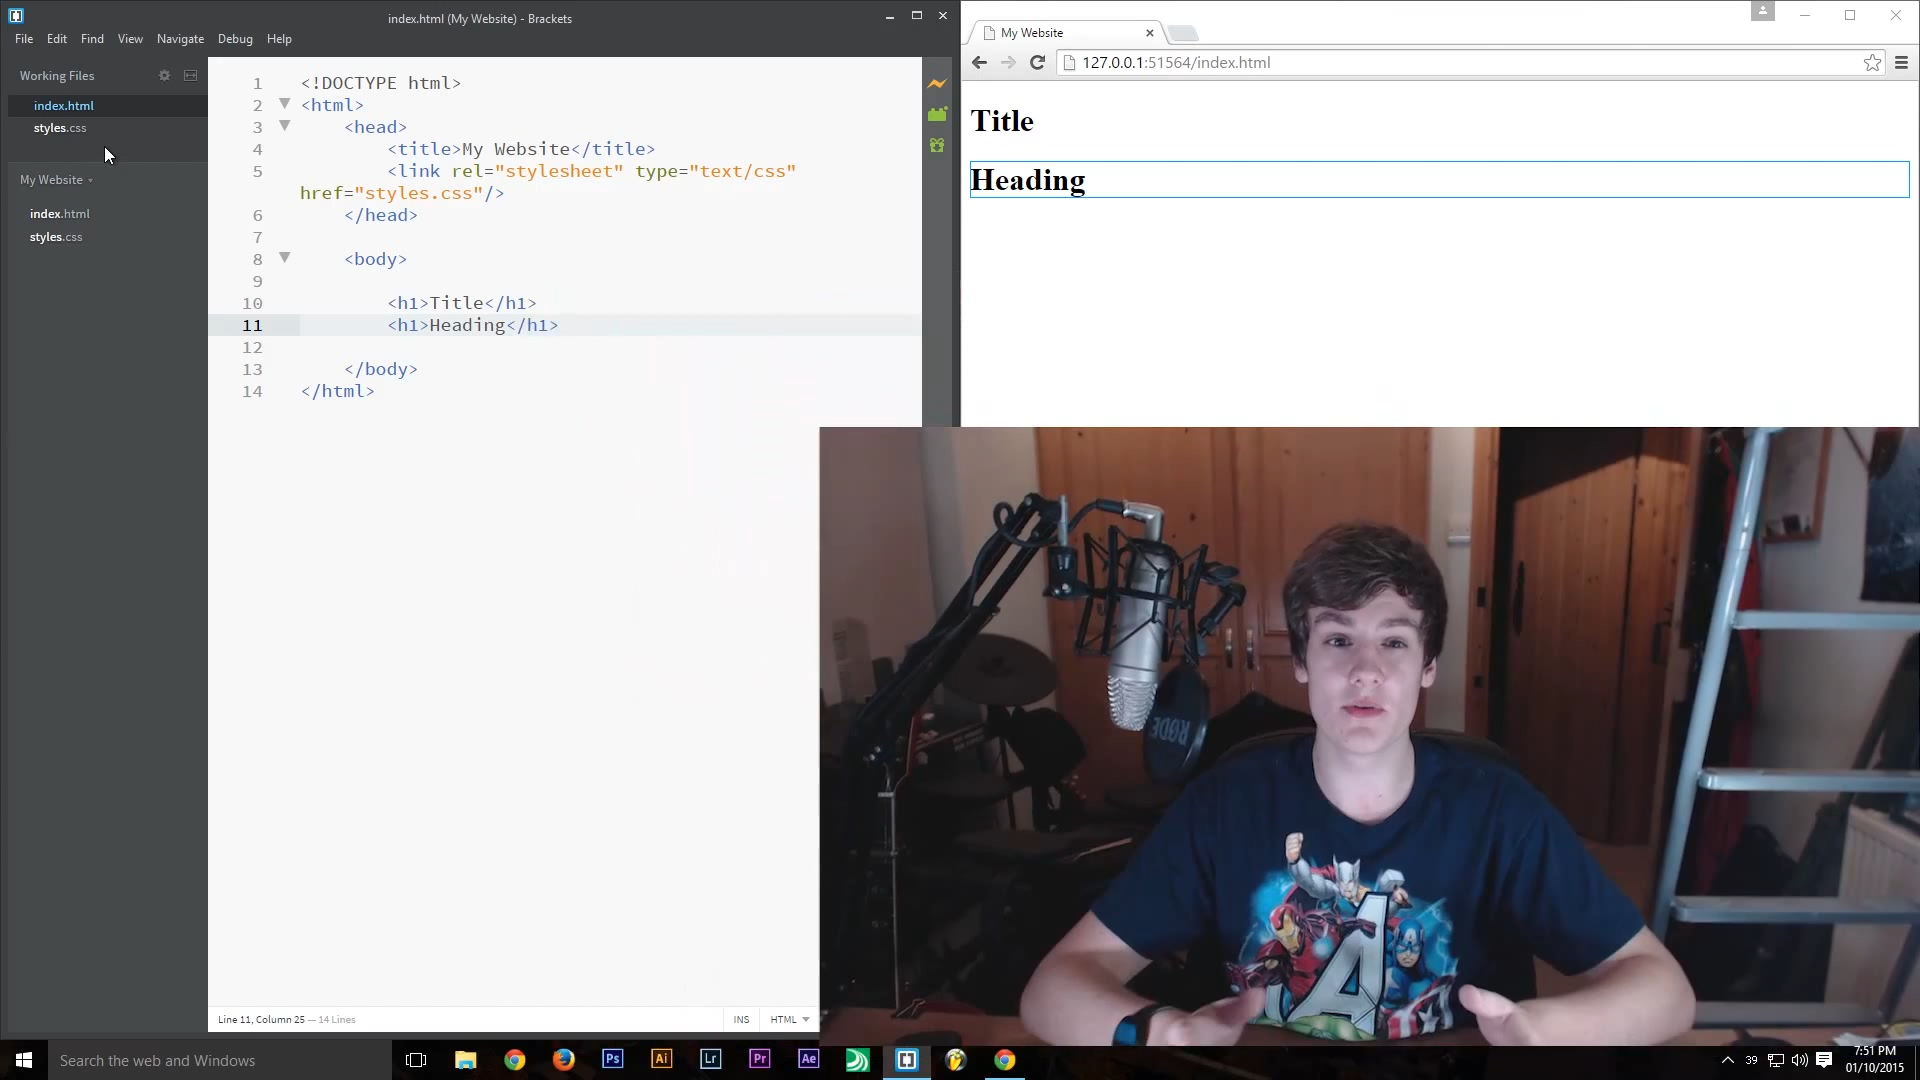 index.html (My Website) - Brackets
File Edit Find View Navigate Debug Help
Working Files
index.html
styles.css
My Website
index.html
styles.css
1 <!DOCTYPE html>
2 <html>
3 <head>
4 <title>My Website</title>
5 <link rel="stylesheet" type="text/css"
href="styles.css"/>
6 </head>
7
8 <body>
9
10 <h1>Title</h1>
11 <h1>Heading</h1>
12
13 </body>
14 </html>
Line 11, Column 25 — 14 Lines
INS HTML
My Website
127.0.0.1:51564/index.html
Title
Heading
RØDE
A
Search the web and Windows
Ps Ai Lr Pr Ae
39
7:51 PM
01/10/2015